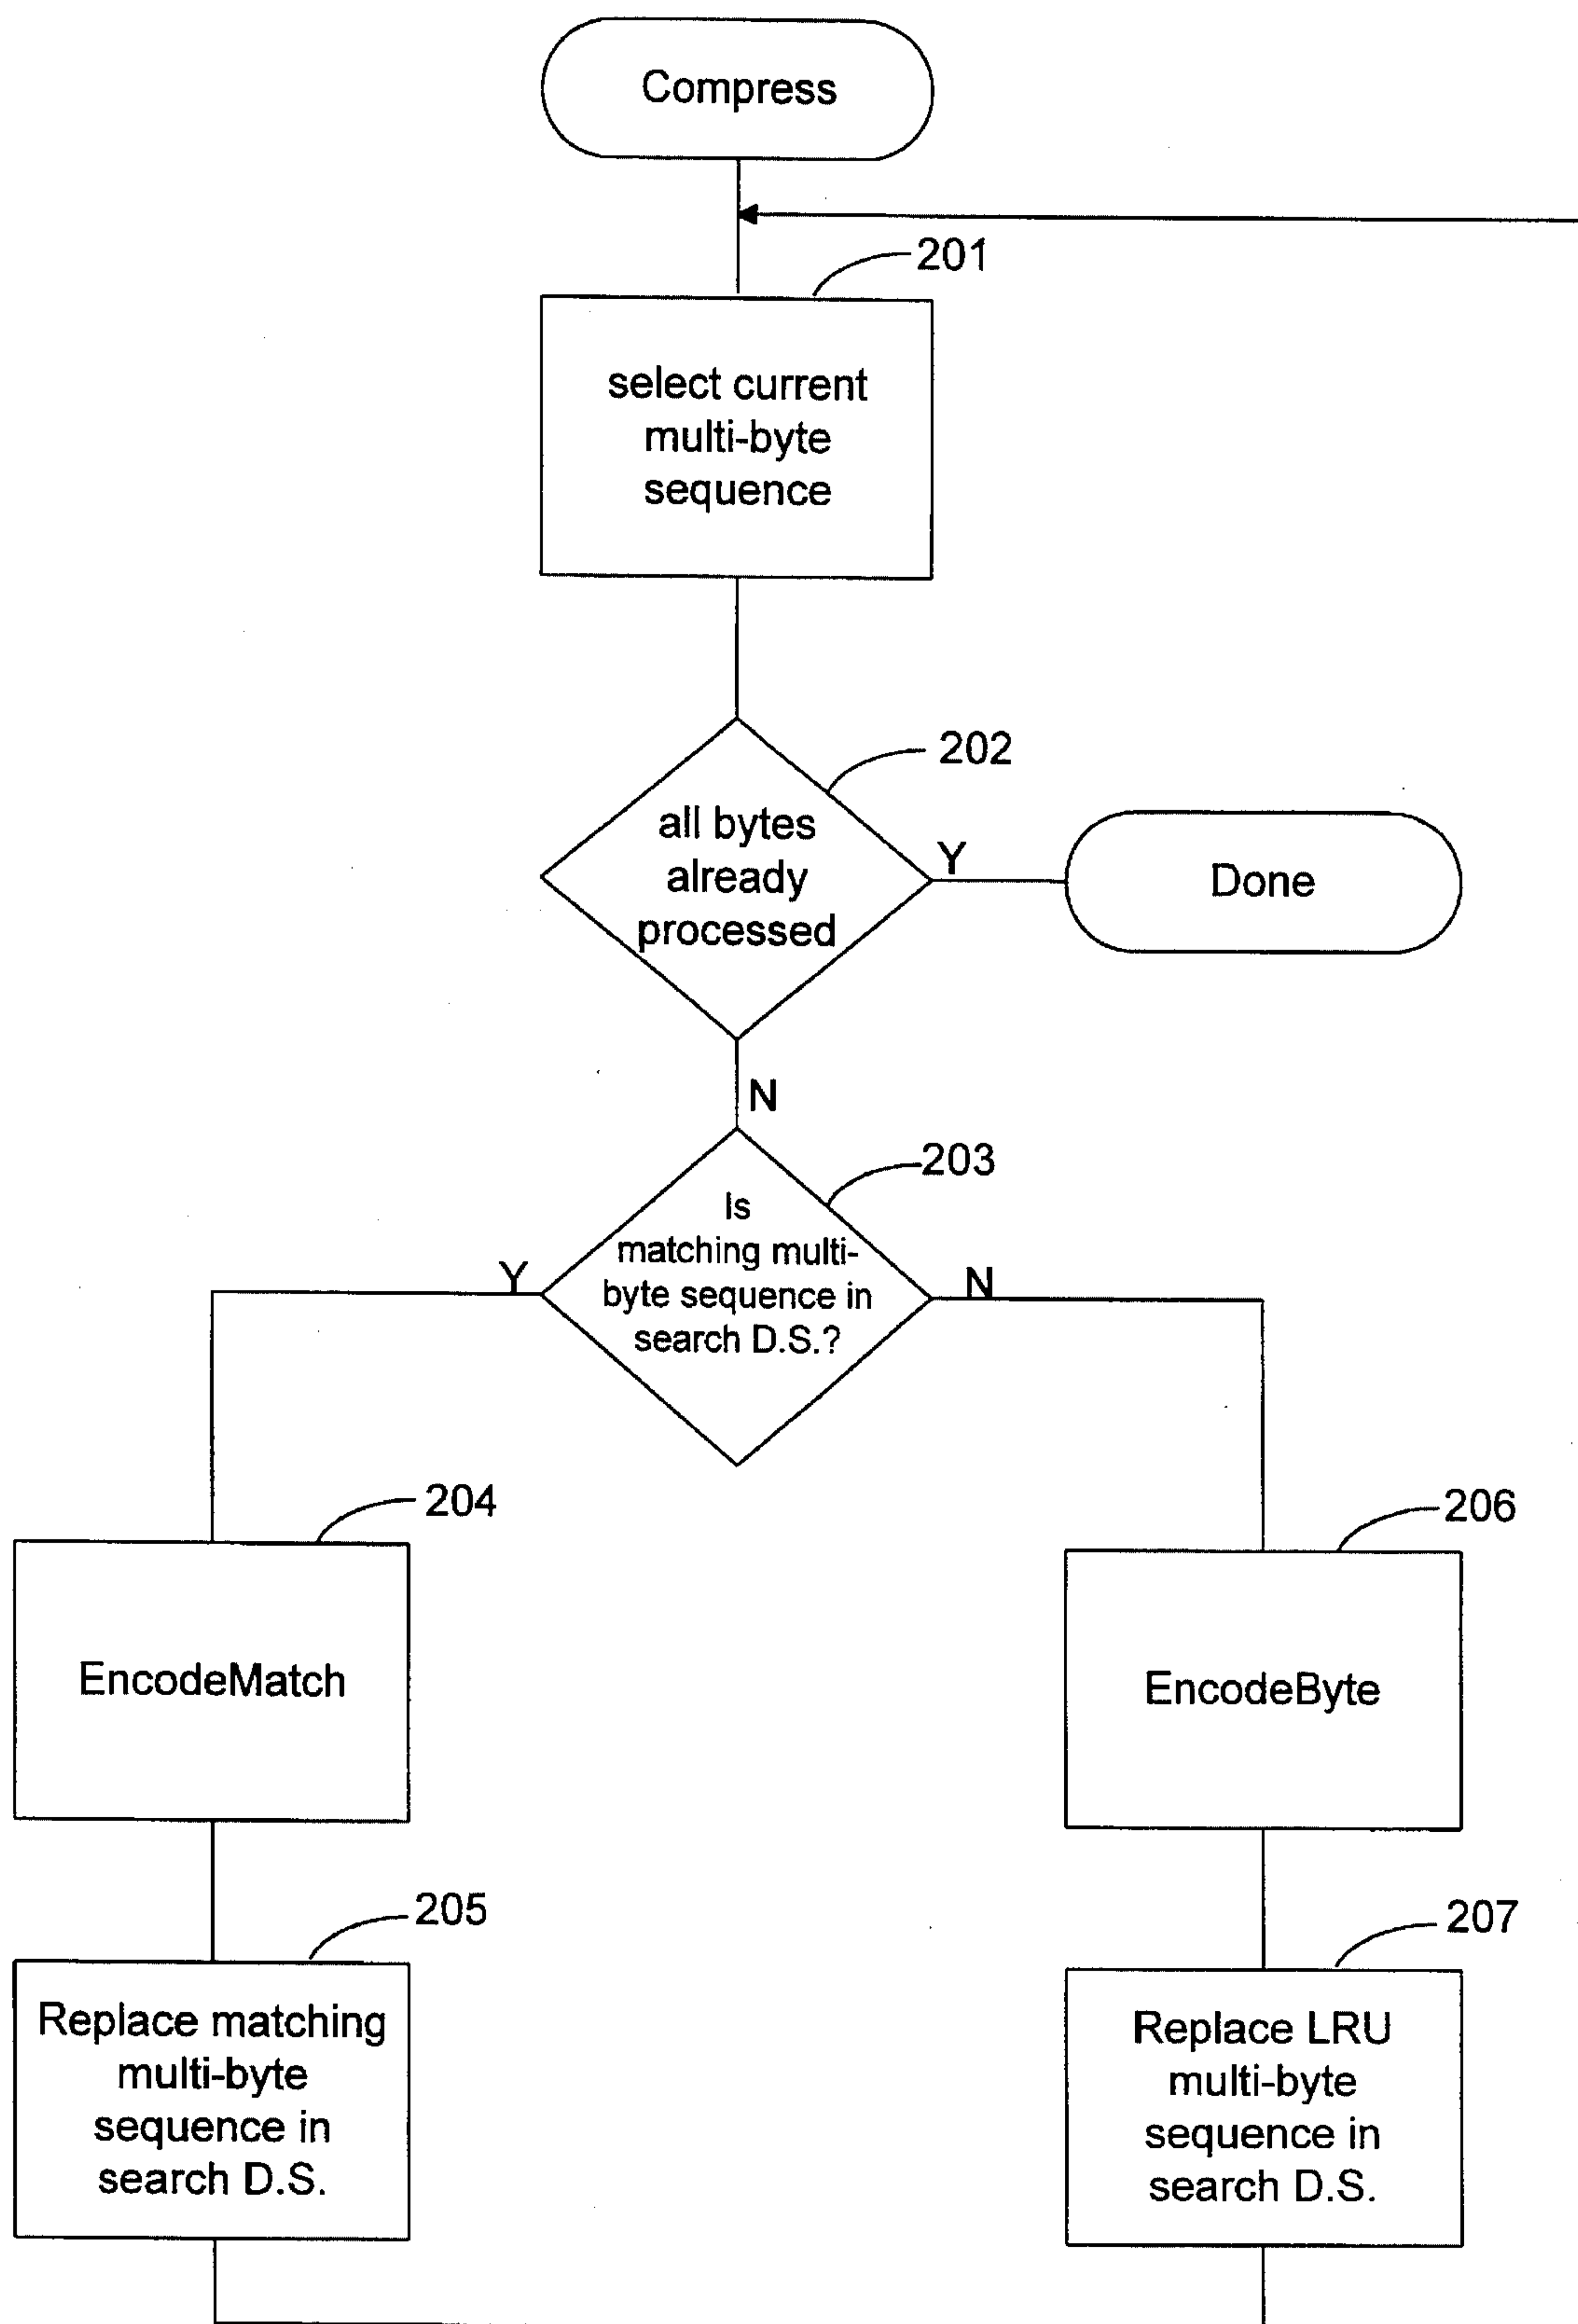 Compress
201
select current
multi-byte
sequence
202
all bytes
already
processed
Y
Done
N
203
Is
matching multi-
byte sequence in
search D.S.?
Y
N
204
EncodeMatch
206
EncodeByte
205
Replace matching
multi-byte
sequence in
search D.S.
207
Replace LRU
multi-byte
sequence in
search D.S.